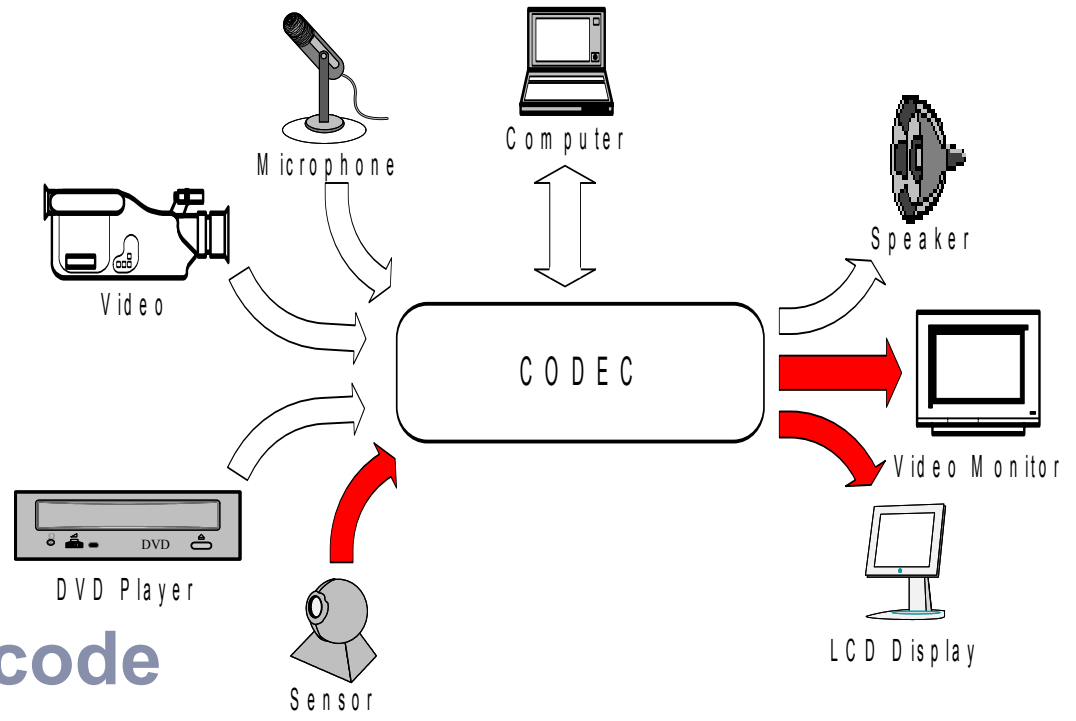 Microphone
Computer
Speaker
Video
CODEC
Video Monitor
DVD
DVD Player
LCD Display
code
Sensor